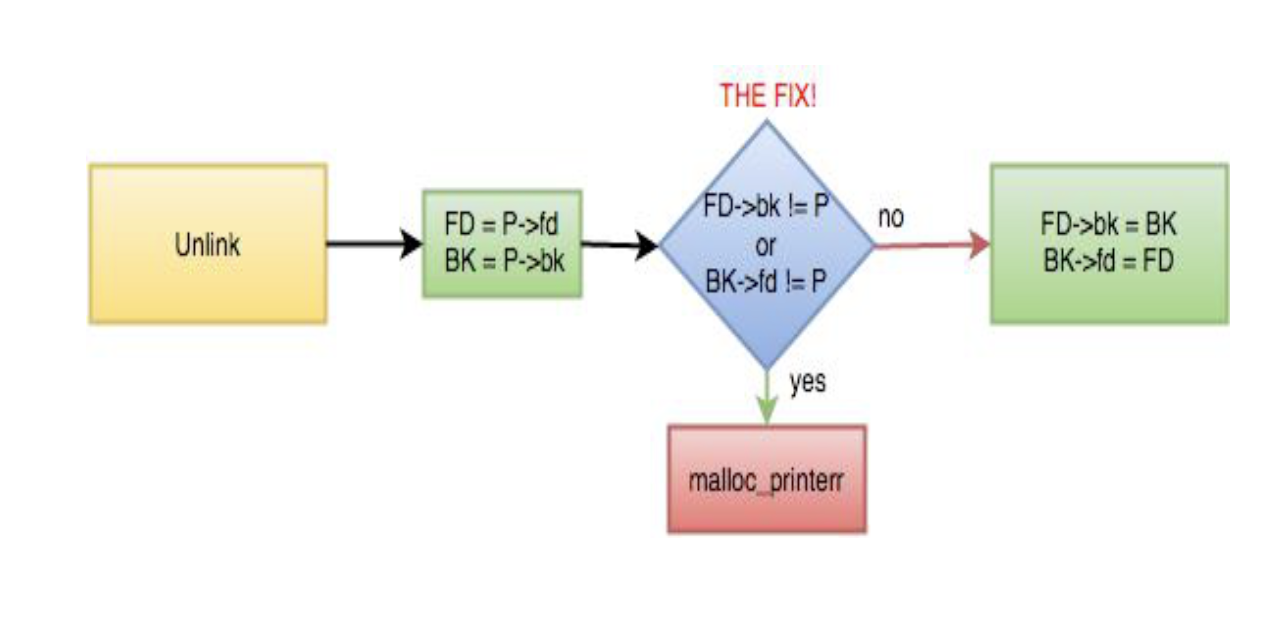 THE FIX!
Unlink
FD = P->fd
BK = P->bk
FD->bk != P
or
BK->fd != P
no
FD->bk = BK
BK->fd = FD
yes
malloc_printerr